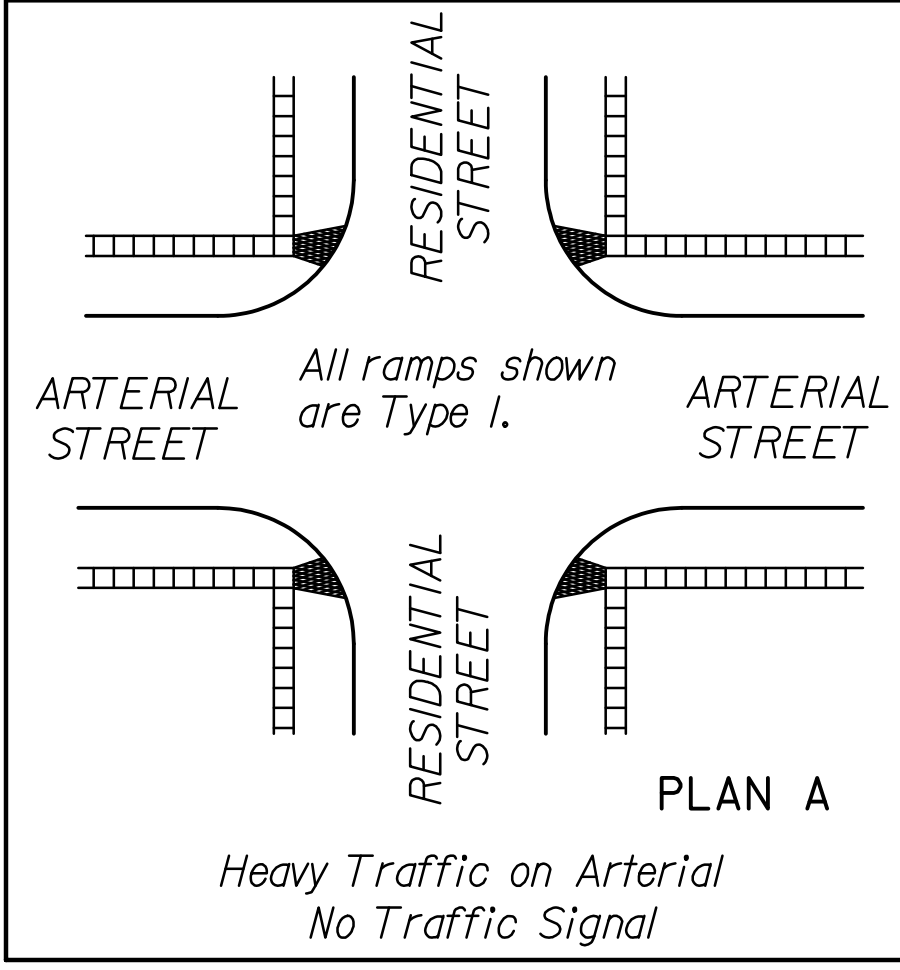 RESIDENTIAL
STREET
All ramps shown
are Type I.
ARTERIAL
STREET
ARTERIAL
STREET
RESIDENTIAL
STREET
PLAN A
Heavy Traffic on Arterial
No Traffic Signal